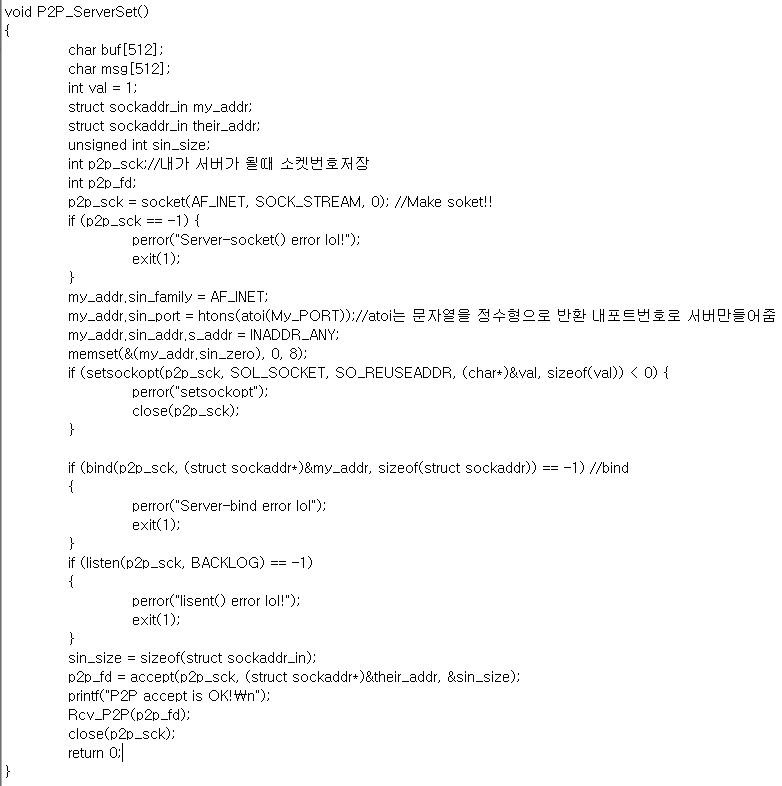 void P2P_ServerSet()
{
char buf[512];
char msg[512];
int val = 1;
struct sockaddr_in my_addr;
struct sockaddr_in their_addr;
unsigned int sin_size;
int p2p_sck;//내가 서버가 될때 소켓번호저장
int p2p_fd;
p2p_sck = socket(AF_INET, SOCK_STREAM, 0); //Make soket!!
if (p2p_sck == -1) {
perror("Server-socket() error lol!");
exit(1);
}
my_addr.sin_family = AF_INET;
my_addr.sin_port = htons(atoi(My_PORT));//atoi는 문자열을 정수형으로 반환 내포트번호로 서버만들어줌
my_addr.sin_addr.s_addr = INADDR_ANY;
memset(&(my_addr.sin_zero), 0, 8);
if (setsockopt(p2p_sck, SOL_SOCKET, SO_REUSEADDR, (char*)&val, sizeof(val)) < 0) {
perror("setsockopt");
close(p2p_sck);
}
if (bind(p2p_sck, (struct sockaddr*)&my_addr, sizeof(struct sockaddr)) == -1) //bind
{
perror("Server-bind error lol");
exit(1);
}
if (listen(p2p_sck, BACKLOG) == -1)
{
perror("lisent() error lol!");
exit(1);
}
sin_size = sizeof(struct sockaddr_in);
p2p_fd = accept(p2p_sck, (struct sockaddr*)&their_addr, &sin_size);
printf("P2P accept is OK!₩n");
Rcv_P2P(p2p_fd);
close(p2p_sck);
return 0;
}